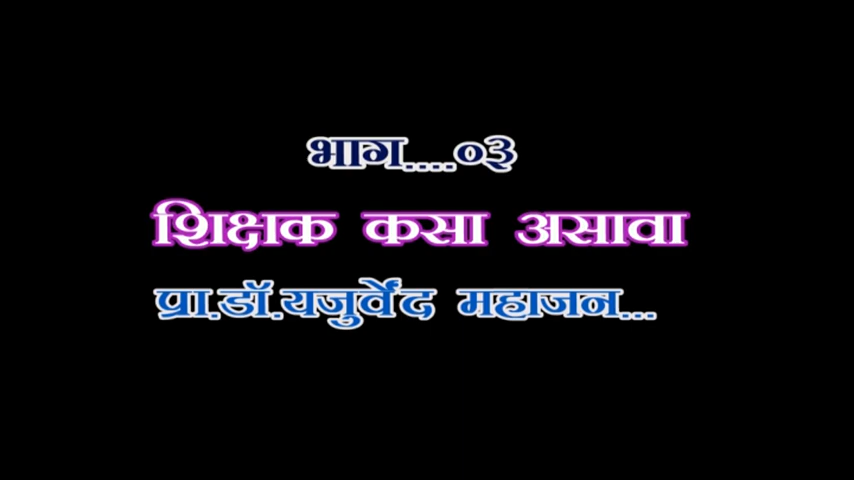 भाग....०३
शिक्षक कसा असावा
प्रा.डॉ.यजुर्वेंद महाजन...